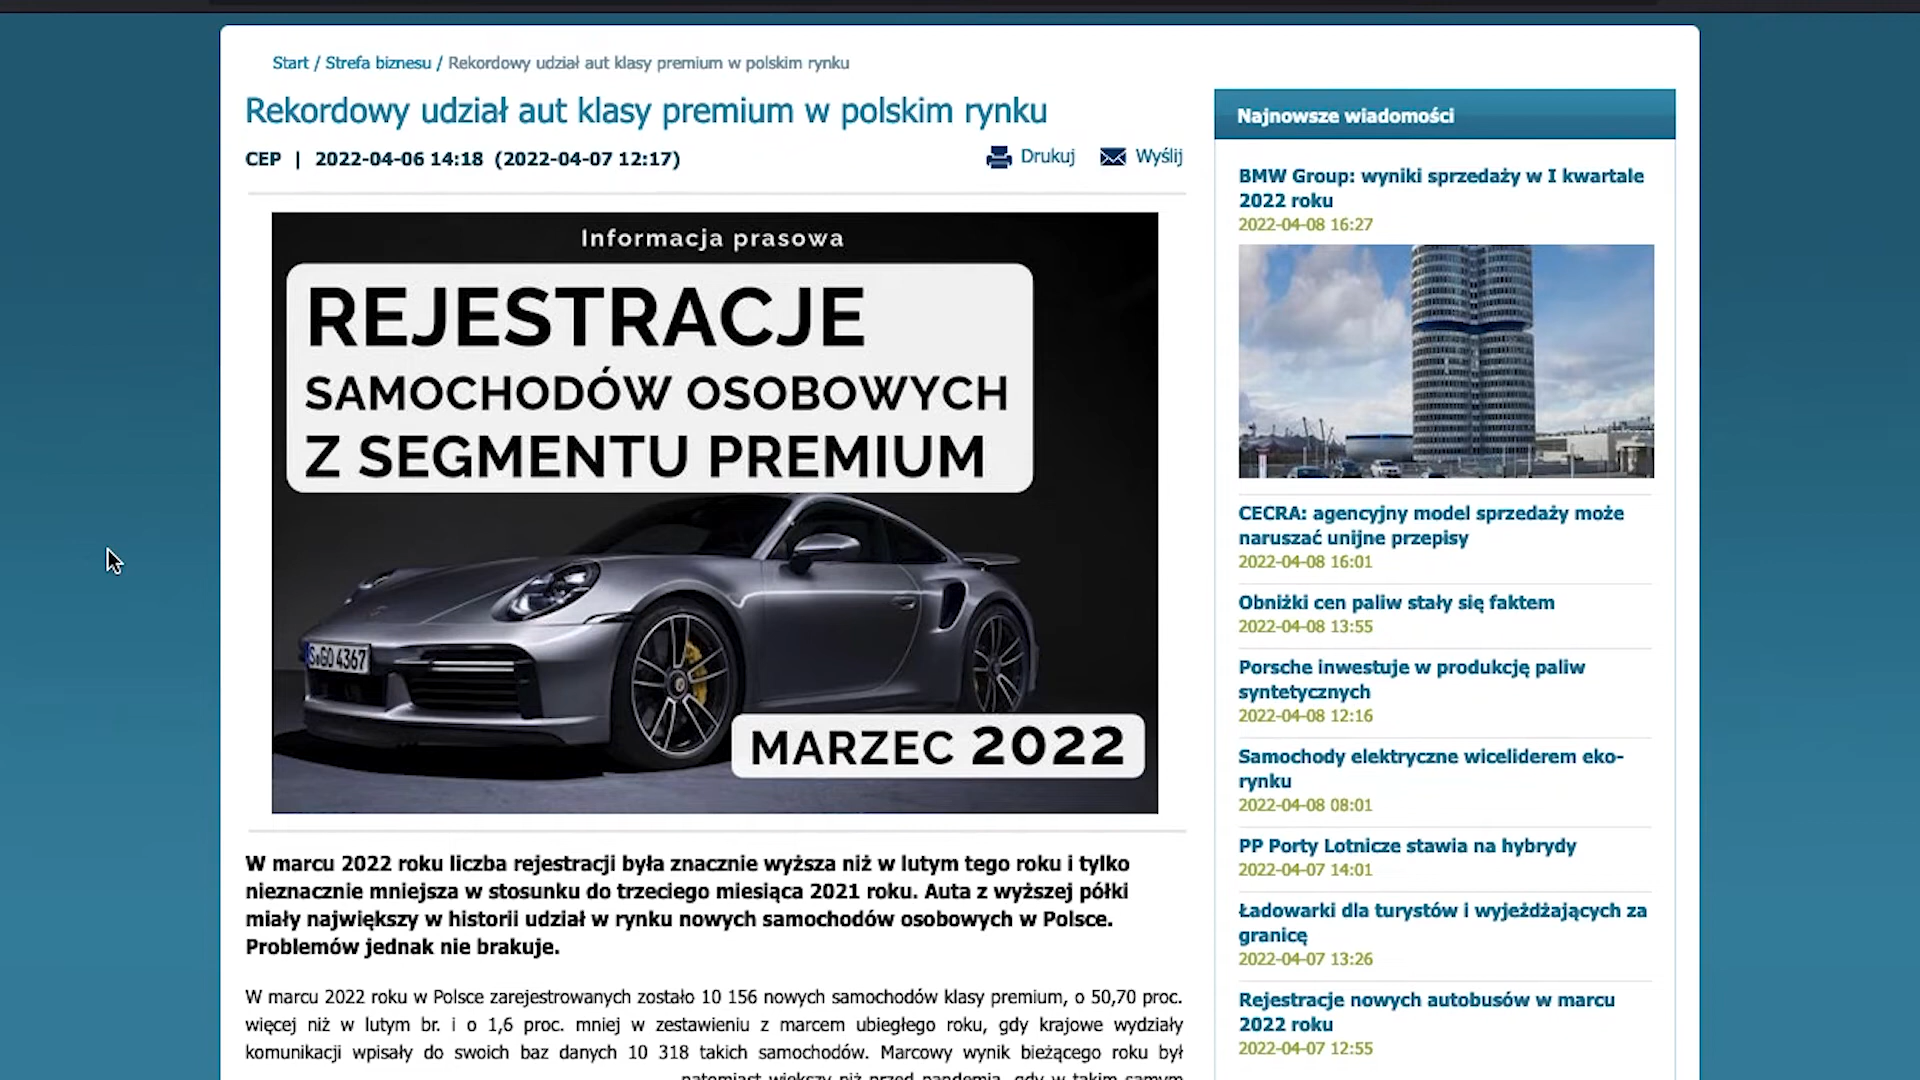 Start / Strefa biznesu / Rekordowy udział aut klasy premium w polskim rynku
Rekordowy udział aut klasy premium w polskim rynku
CEP | 2022-04-06 14:18 (2022-04-07 12:17)
Drukuj
Wyślij
Informacja prasowa
REJESTRACJE
SAMOCHODÓW OSOBOWYCH
Z SEGMENTU PREMIUM
S GO 4367
MARZEC 2022
W marcu 2022 roku liczba rejestracji była znacznie wyższa niż w lutym tego roku i tylko
nieznacznie mniejsza w stosunku do trzeciego miesiąca 2021 roku. Auta z wyższej półki
miały największy w historii udział w rynku nowych samochodów osobowych w Polsce.
Problemów jednak nie brakuje.
W marcu 2022 roku w Polsce zarejestrowanych zostało 10 156 nowych samochodów klasy premium, o 50,70 proc.
więcej niż w lutym br. i o 1,6 proc. mniej w zestawieniu z marcem ubiegłego roku, gdy krajowe wydziały
komunikacji wpisały do swoich baz danych 10 318 takich samochodów. Marcowy wynik bieżącego roku był
natomiast większy niż przed pandemią, gdy w takim samym
Najnowsze wiadomości
BMW Group: wyniki sprzedaży w I kwartale
2022 roku
2022-04-08 16:27
CECRA: agencyjny model sprzedaży może
naruszać unijne przepisy
2022-04-08 16:01
Obniżki cen paliw stały się faktem
2022-04-08 13:55
Porsche inwestuje w produkcję paliw
syntetycznych
2022-04-08 12:16
Samochody elektryczne wiceliderem eko-
rynku
2022-04-08 08:01
PP Porty Lotnicze stawia na hybrydy
2022-04-07 14:01
Ładowarki dla turystów i wyjeżdżających za
granicę
2022-04-07 13:26
Rejestracje nowych autobusów w marcu
2022 roku
2022-04-07 12:55